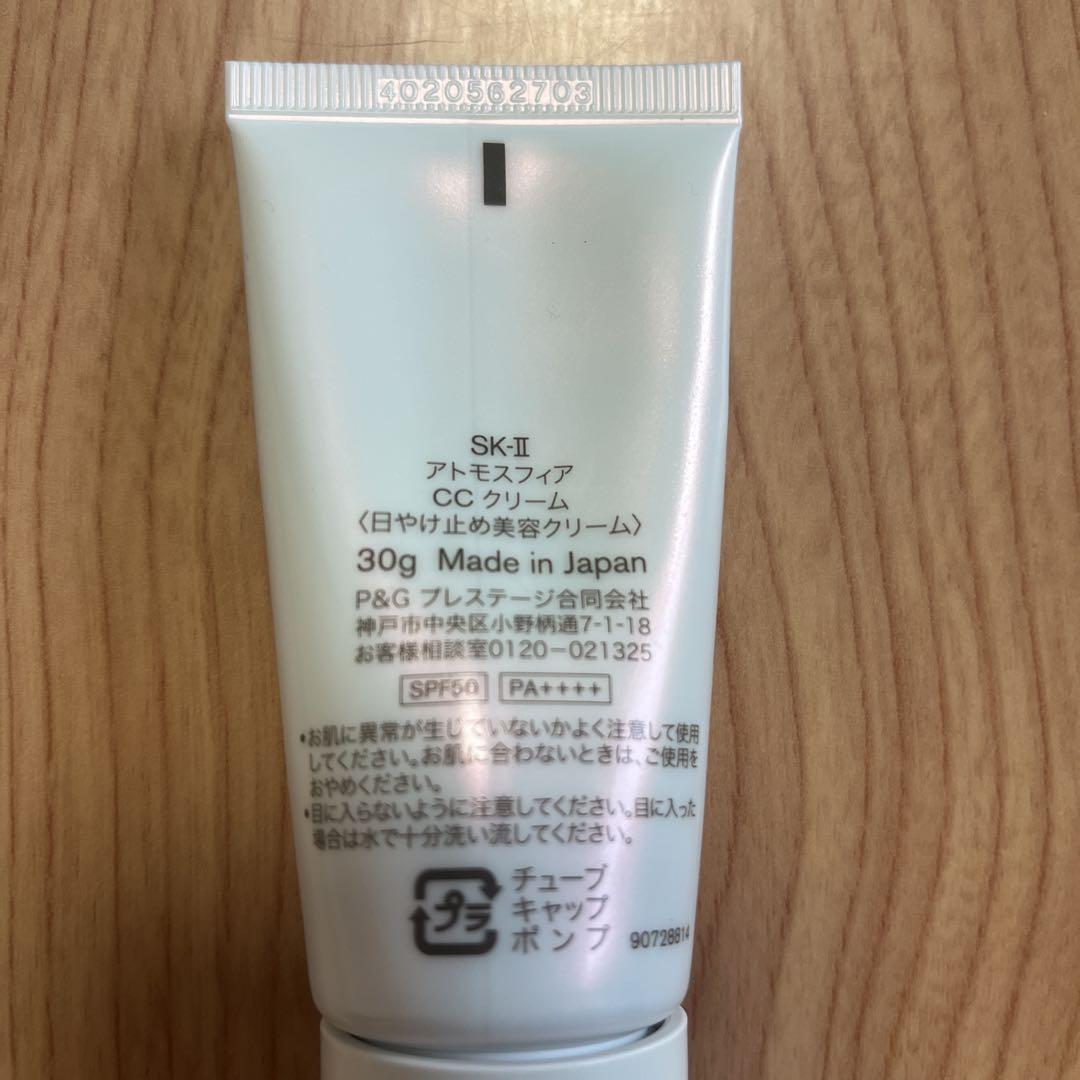 4020562703
SK-Ⅱ
アトモスフィア
CC クリーム
〈日やけ止め美容クリーム〉
30g Made in Japan
P&G プレステージ合同会社
神戸市中央区小野柄通7-1-18
お客様相談室0120-021325
SPF50 PA++++
•お肌に異常が生じていないかよく注意して使用
してください。お肌に合わないときは、ご使用を
おやめください。
•目に入らないように注意してください。目に入った
場合は水で十分洗い流してください。
プラ
チューブ
キャップ
ポンプ
90728814